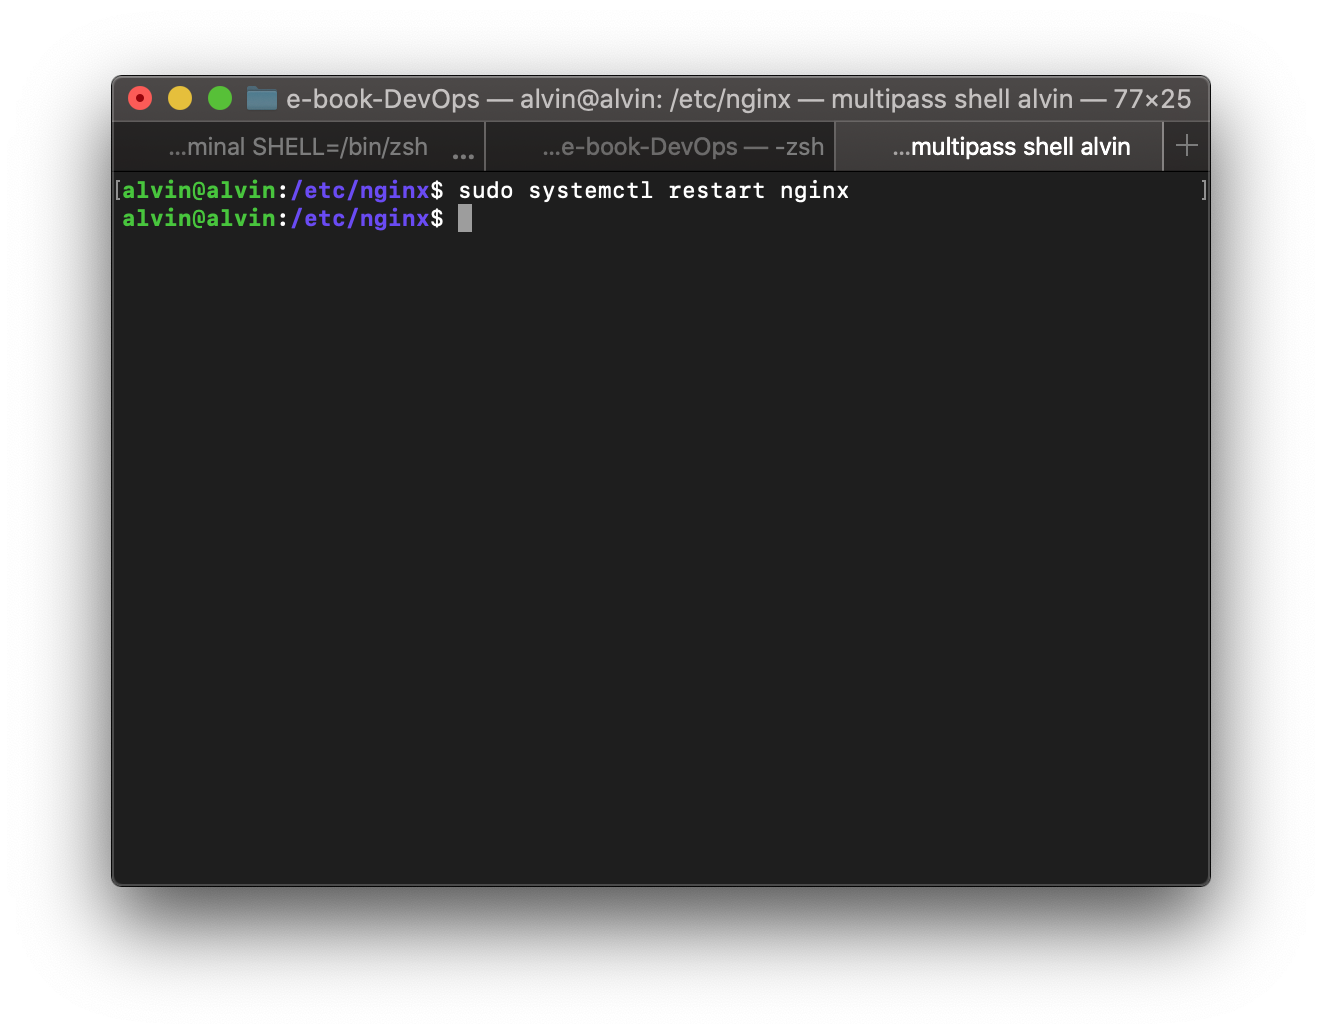 e-book-DevOps — alvin@alvin: /etc/nginx — multipass shell alvin — 77×25
...minal SHELL=/bin/zsh ...
...e-book-DevOps — -zsh
...multipass shell alvin
+
[alvin@alvin:/etc/nginx$ sudo systemctl restart nginx ]
alvin@alvin:/etc/nginx$